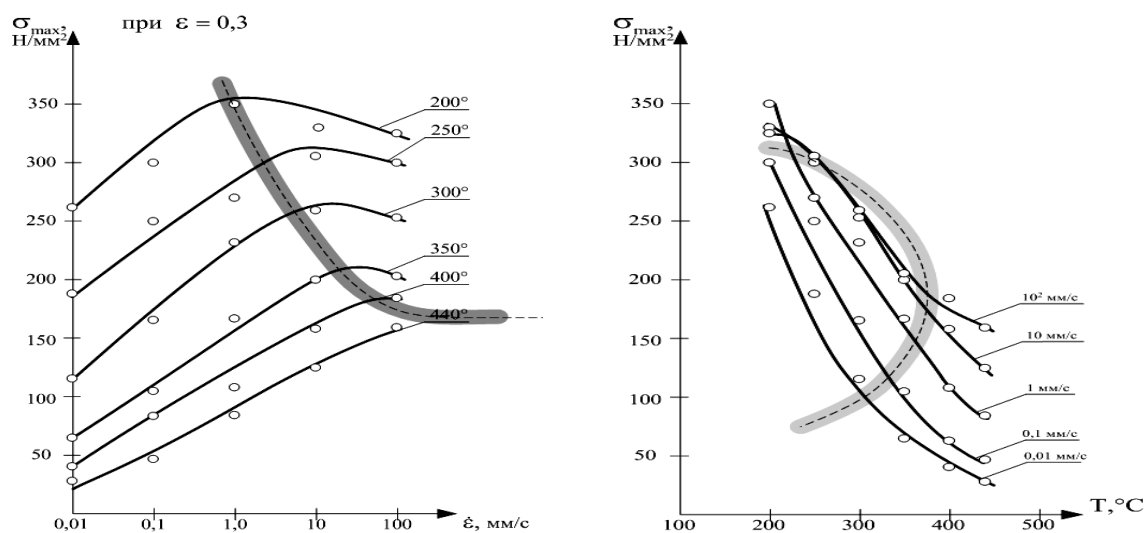 σmax, при ε = 0,3
Н/мм²
350
300
250
200
150
100
50
200°
250°
300°
350°
400°
440°
0,01 0,1 1,0 10 100 ε̇, мм/с
σmax,
Н/мм²
350
300
250
200
150
100
50
10² мм/с
10 мм/с
1 мм/с
0,1 мм/с
0,01 мм/с
100 200 300 400 500 T, °C